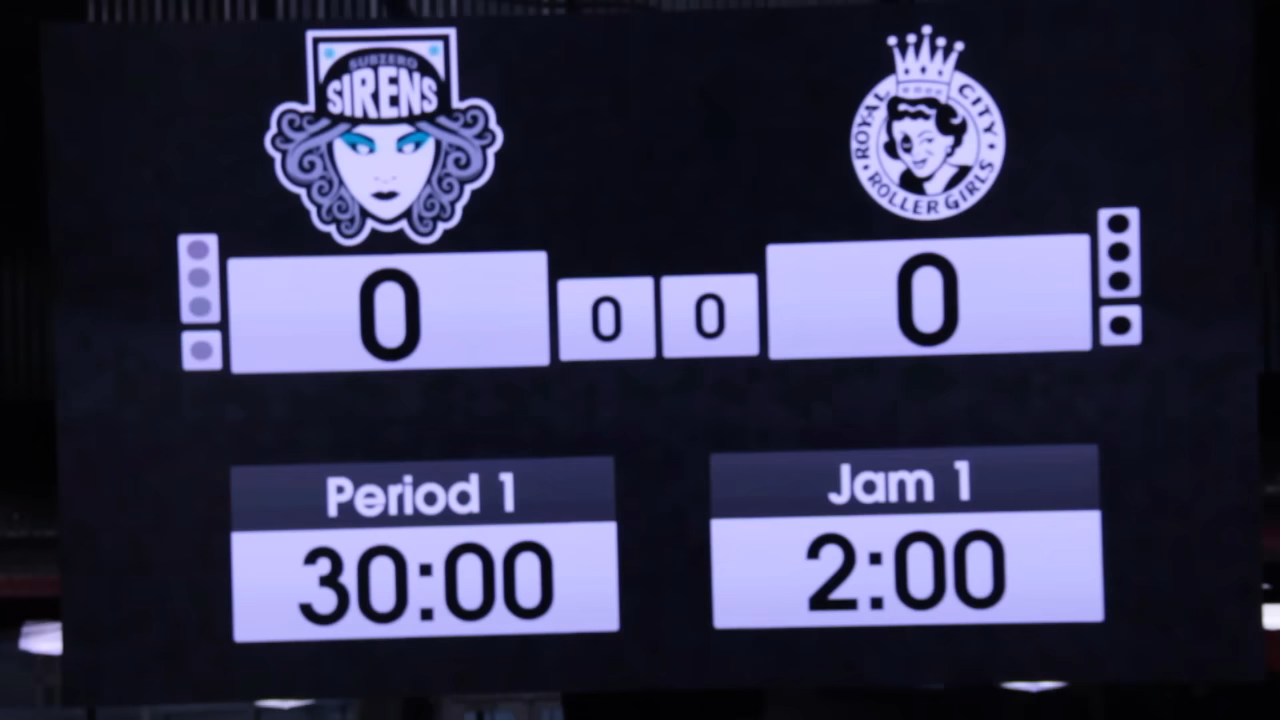 SUBZERO
SIRENS
ROYAL CITY
ROLLER GIRLS
0
0
0
0
Period 1
Jam 1
30:00
2:00